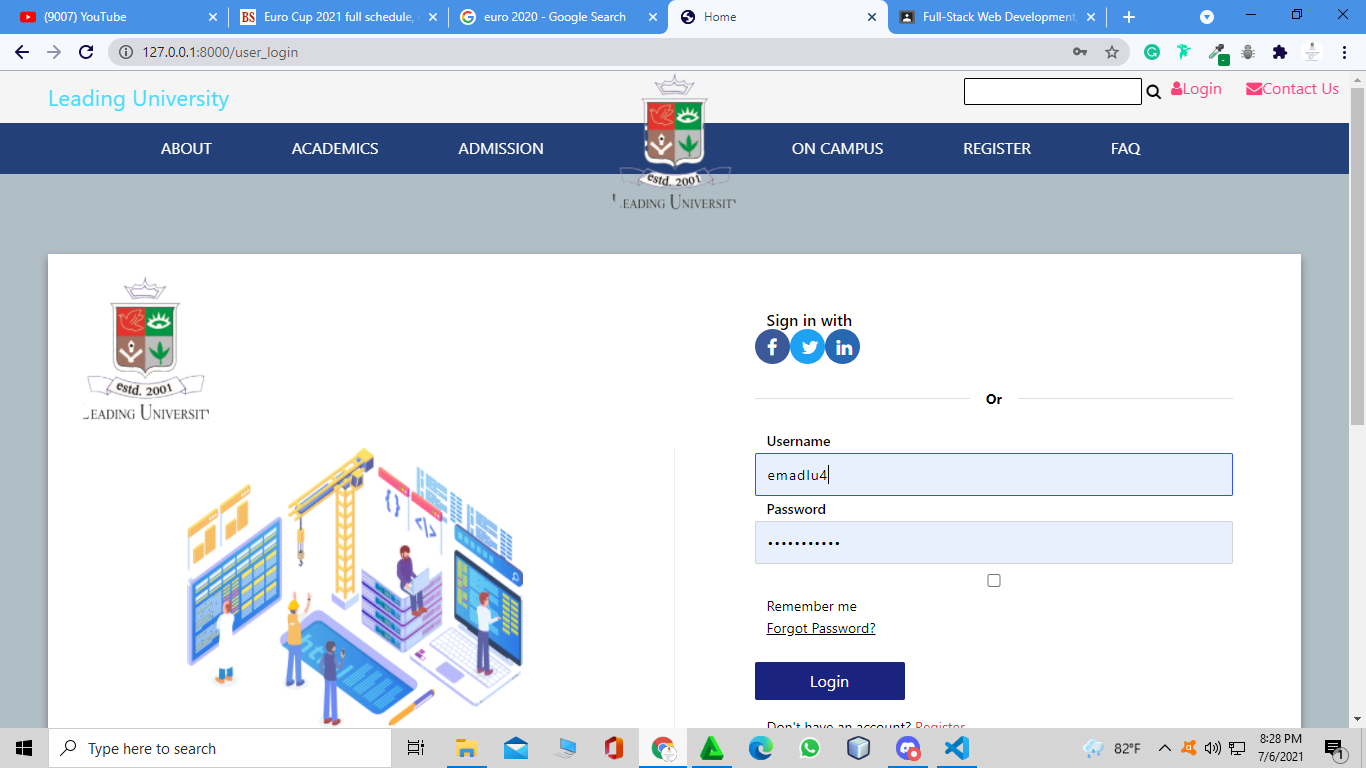 (9007) YouTube
Euro Cup 2021 full schedule,
euro 2020 - Google Search
Home
Full-Stack Web Development
127.0.0.1:8000/user_login
Leading University
Login
Contact Us
ABOUT
ACADEMICS
ADMISSION
estd. 2001
LEADING UNIVERSITY
ON CAMPUS
REGISTER
FAQ
estd. 2001
LEADING UNIVERSITY
Sign in with
Or
Username
emadlu4
Password
Remember me
Forgot Password?
Login
Don't have an account? Register
Type here to search
82°F
8:28 PM
7/6/2021
1